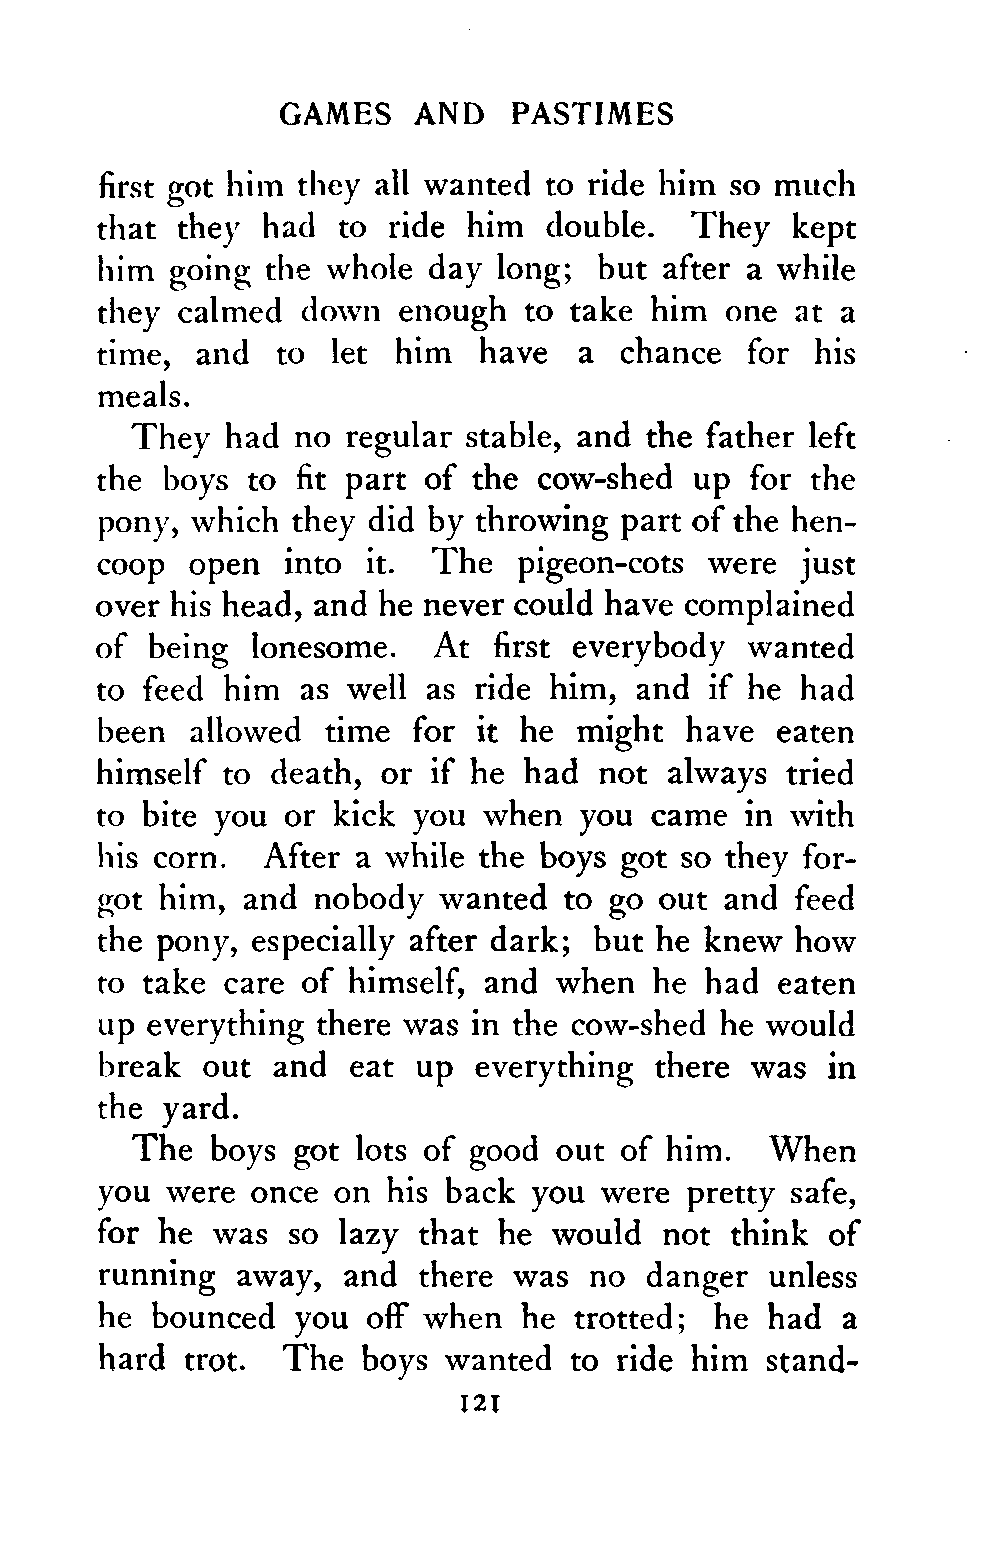 GAMES AND PASTIMES
first got him they all wanted to ride him so much
that they had to ride him double. They kept
him going the whole day long; but after a while
they calmed down enough to take him one at a
time, and to let him have a chance for his
meals.
They had no regular stable, and the father left
the boys to fit part of the cow-shed up for the
pony, which they did by throwing part of the hen-
coop open into it. The pigeon-cots were just
over his head, and he never could have complained
of being lonesome. At first everybody wanted
to feed him as well as ride him, and if he had
been allowed time for it he might have eaten
himself to death, or if he had not always tried
to bite you or kick you when you came in with
his corn. After a while the boys got so they for-
got him, and nobody wanted to go out and feed
the pony, especially after dark; but he knew how
to take care of himself, and when he had eaten
up everything there was in the cow-shed he would
break out and eat up everything there was in
the yard.
The boys got lots of good out of him. When
you were once on his back you were pretty safe,
for he was so lazy that he would not think of
running away, and there was no danger unless
he bounced you off when he trotted; he had a
hard trot. The boys wanted to ride him stand-
121